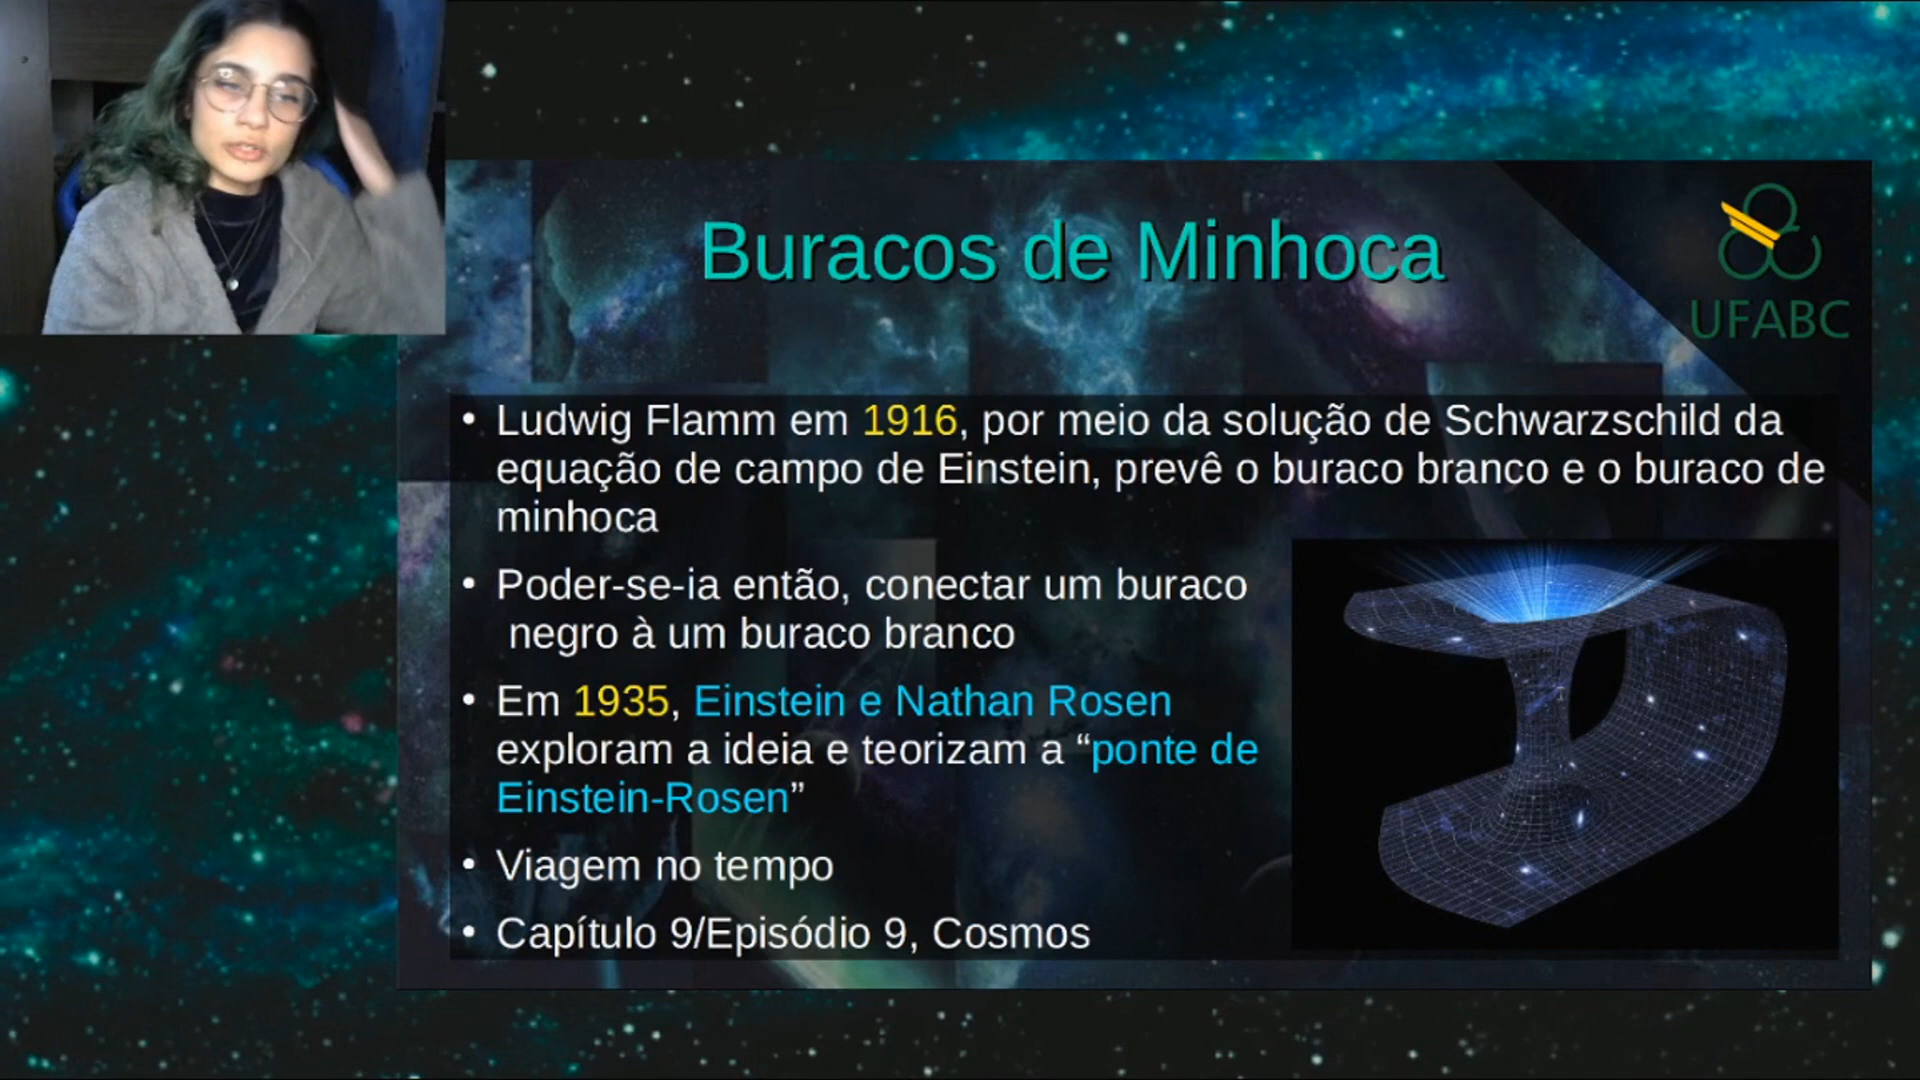 Buracos de Minhoca
UFABC
• Ludwig Flamm em 1916, por meio da solução de Schwarzschild da
equação de campo de Einstein, prevê o buraco branco e o buraco de
minhoca
• Poder-se-ia então, conectar um buraco
negro à um buraco branco
• Em 1935, Einstein e Nathan Rosen
exploram a ideia e teorizam a “ponte de
Einstein-Rosen”
• Viagem no tempo
• Capítulo 9/Episódio 9, Cosmos